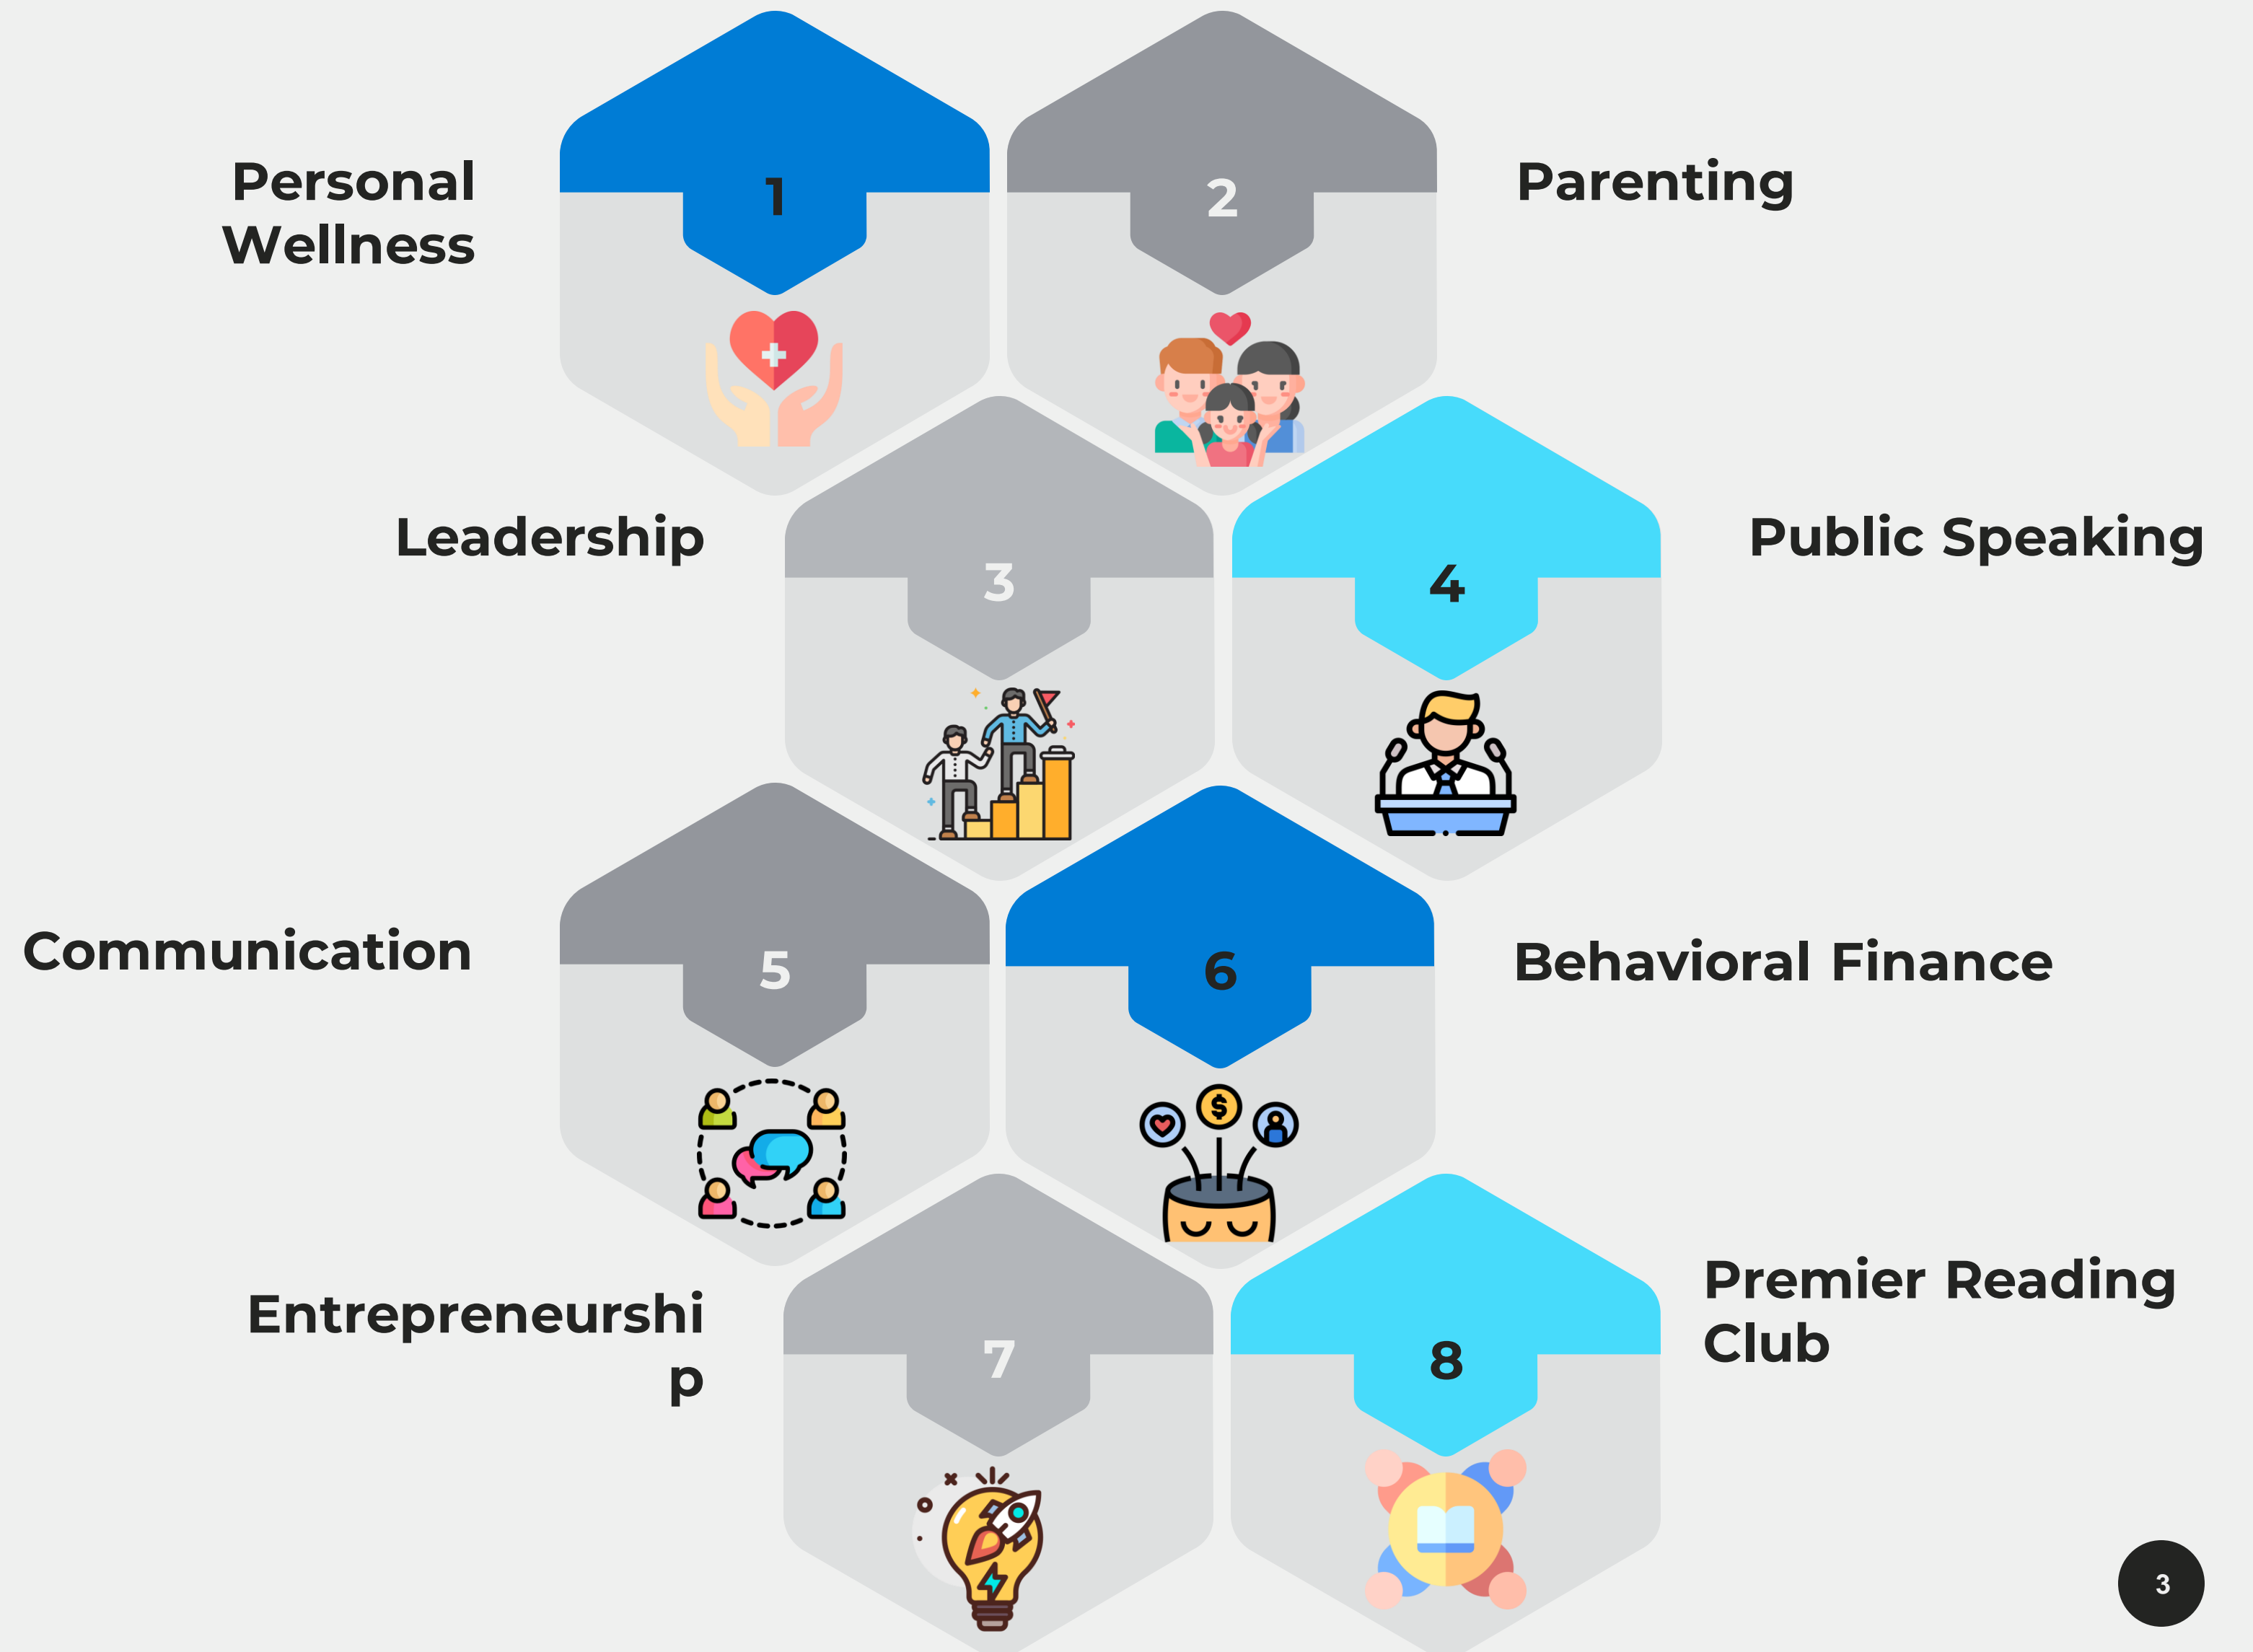 Personal
Wellness
1
2
Parenting
Leadership
3
4
Public Speaking
Communication
5
6
Behavioral Finance
$
Entrepreneurshi
p
7
8
Premier Reading
Club
3